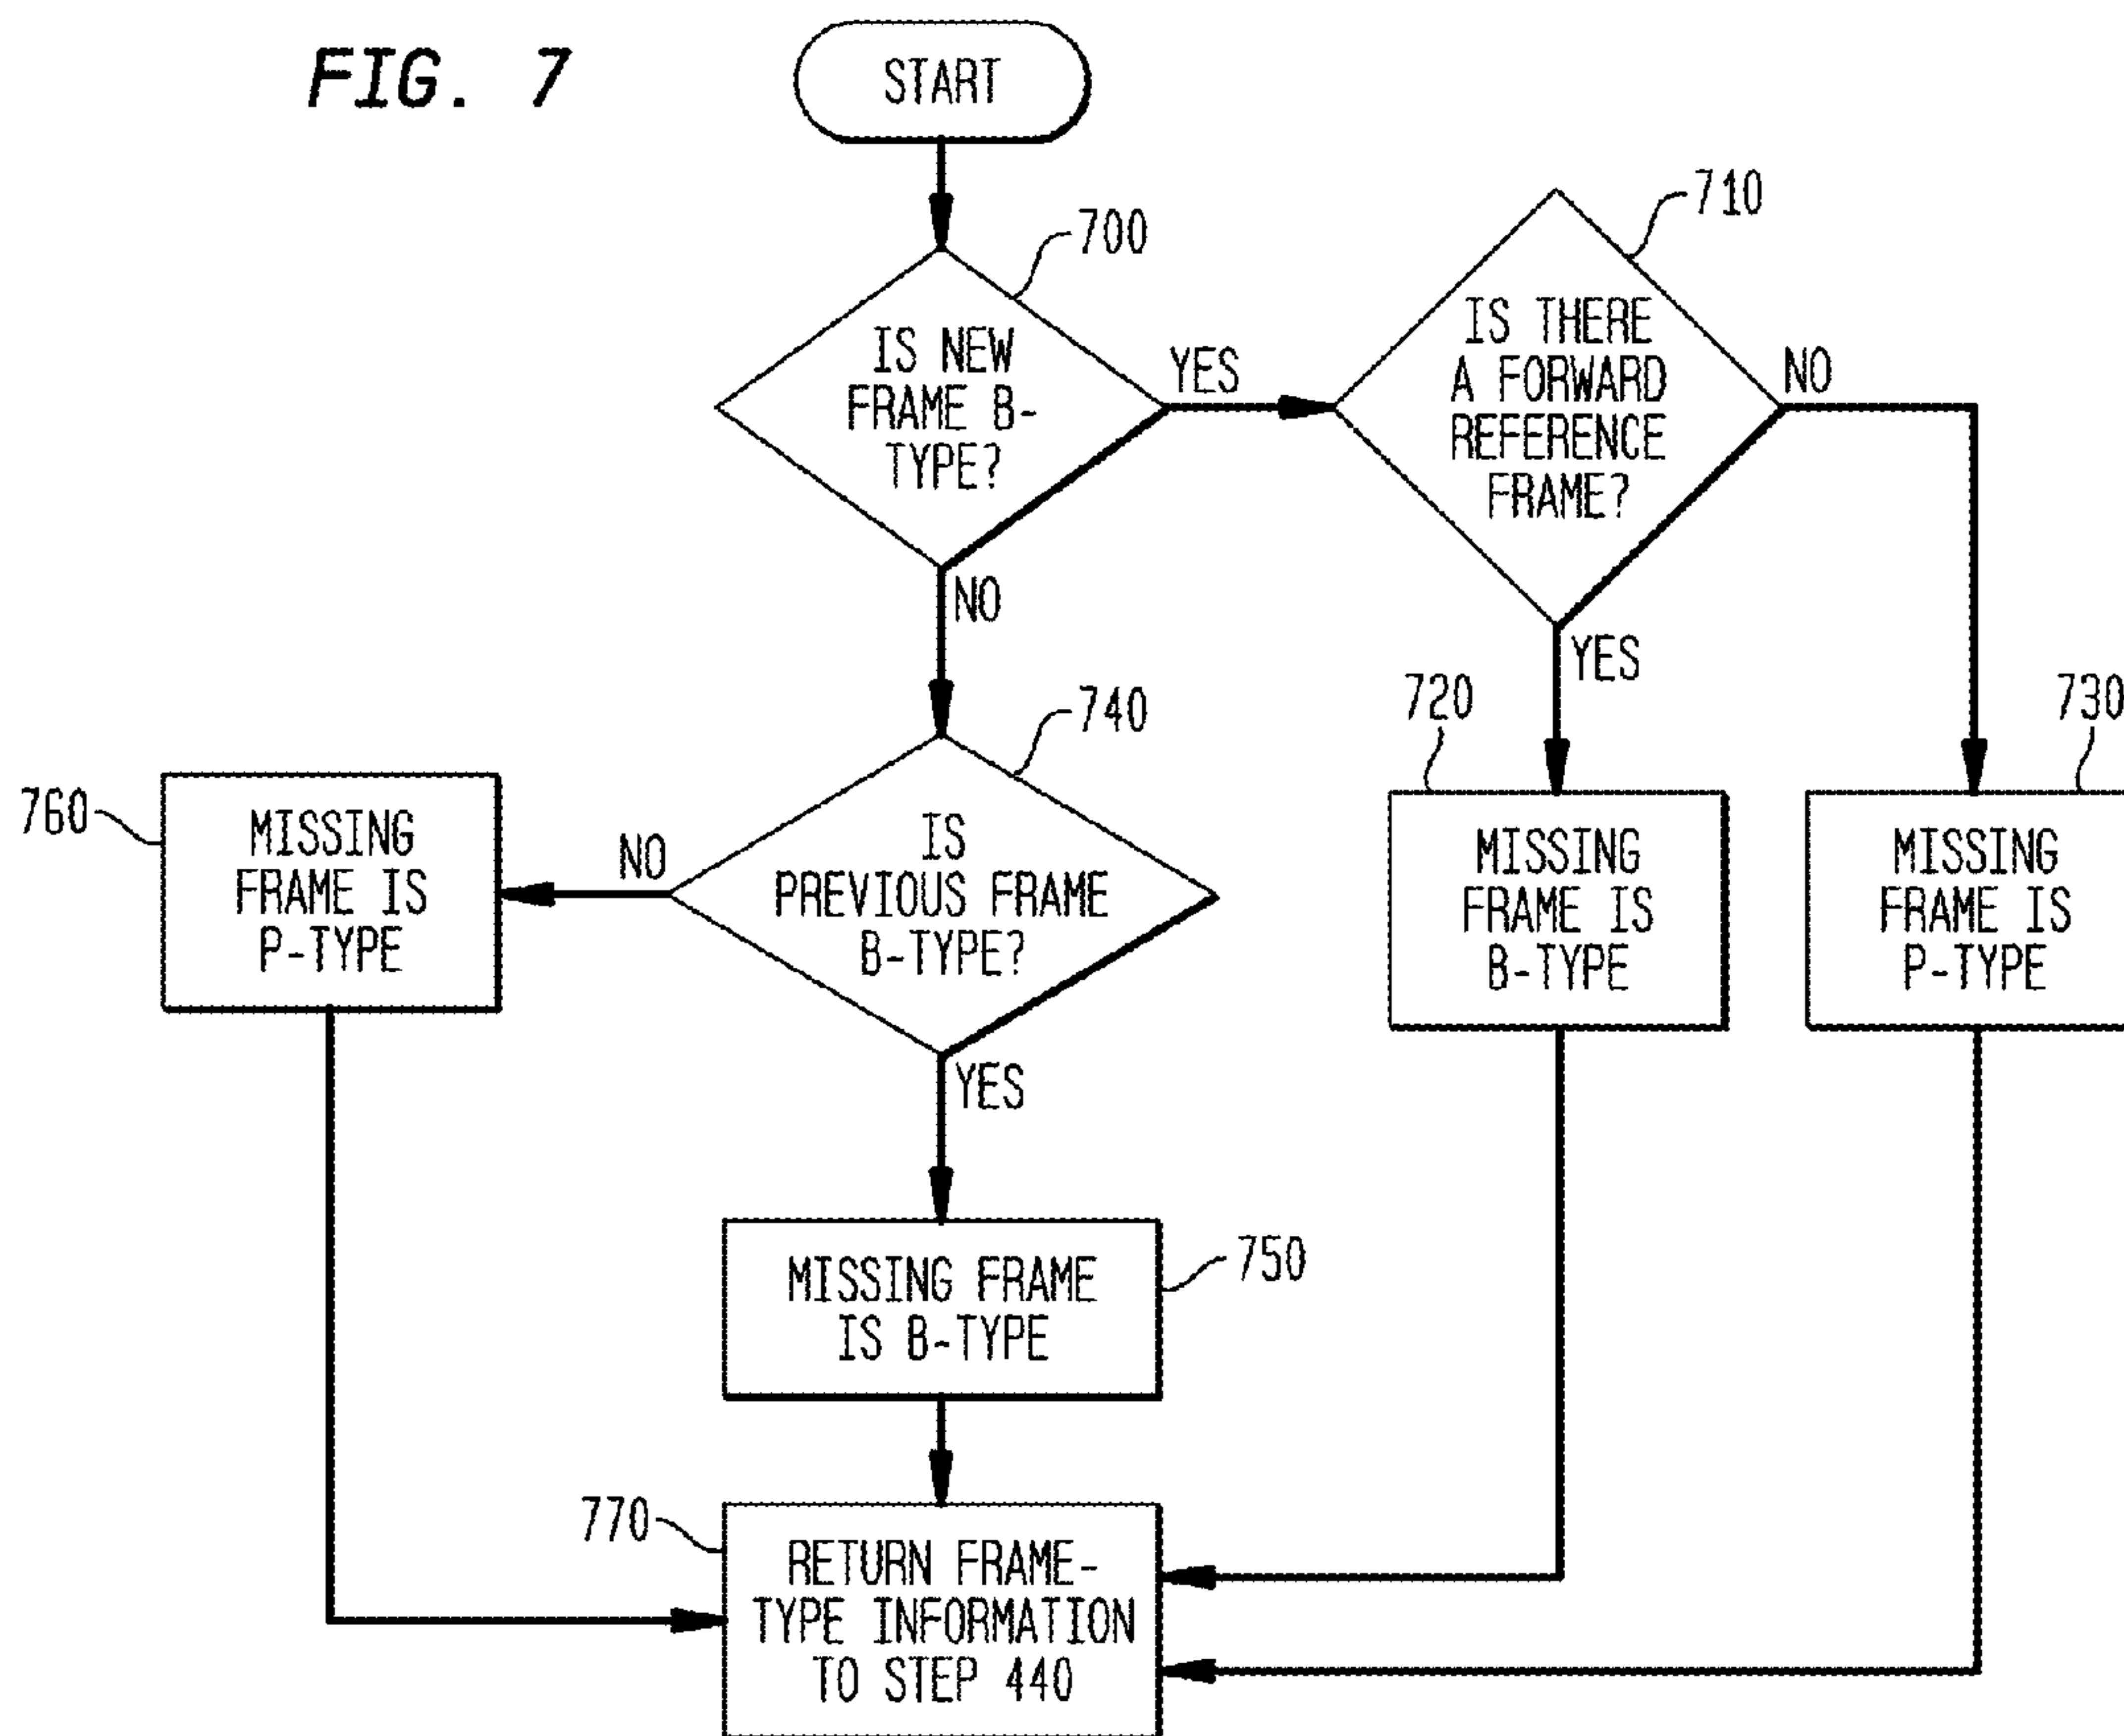 FIG. 7
START
700
IS NEW
FRAME B-
TYPE?
YES
NO
710
IS THERE
A FORWARD
REFERENCE
FRAME?
NO
YES
720
MISSING
FRAME IS
B-TYPE
730
MISSING
FRAME IS
P-TYPE
740
IS
PREVIOUS FRAME
B-TYPE?
NO
YES
760
MISSING
FRAME IS
P-TYPE
750
MISSING FRAME
IS B-TYPE
770
RETURN FRAME-
TYPE INFORMATION
TO STEP 440